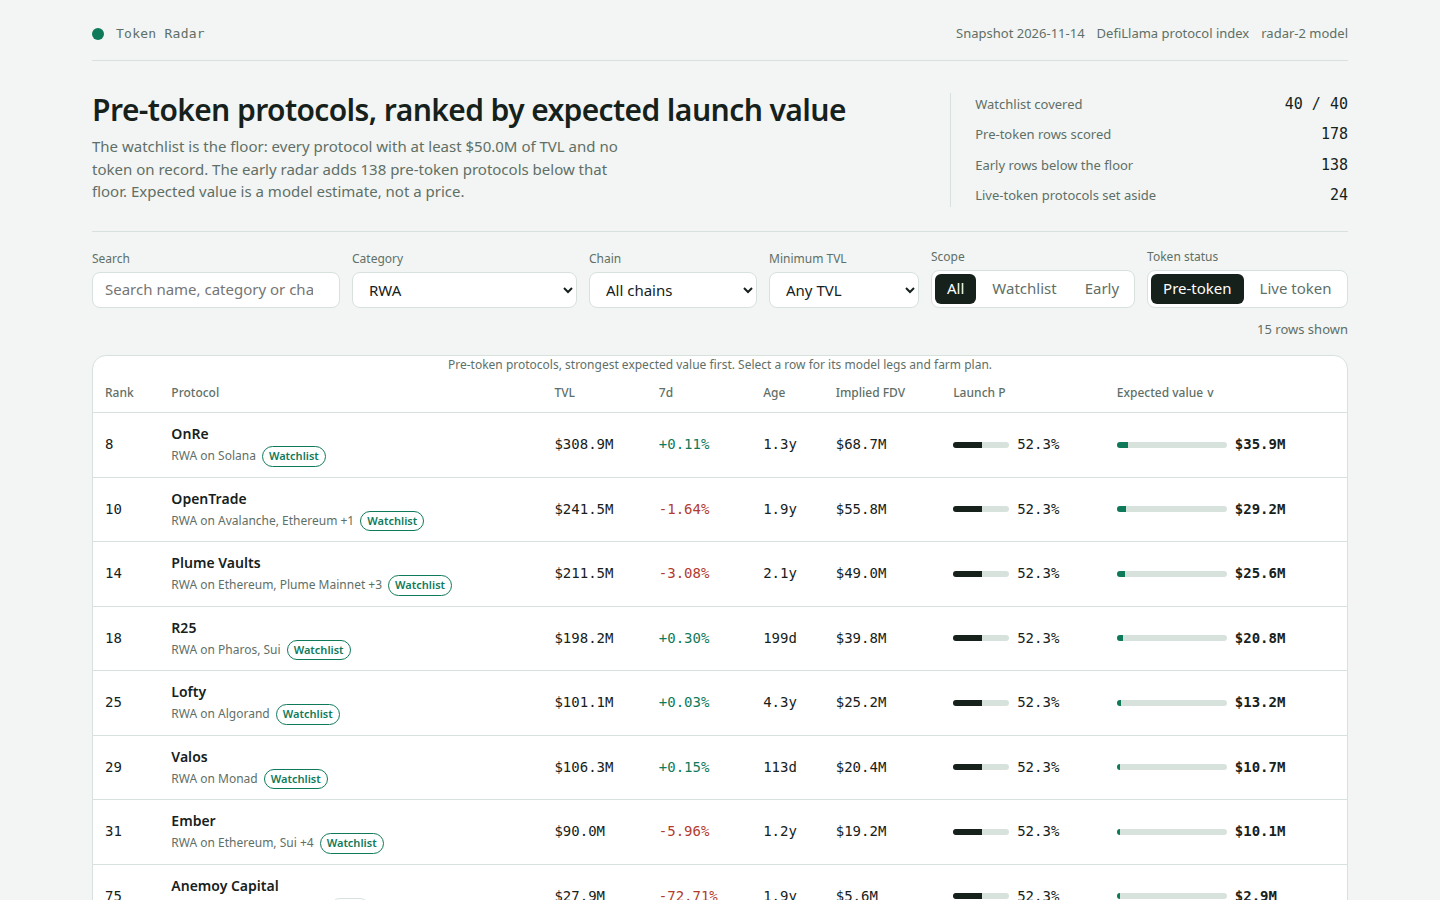 Token Radar
Snapshot 2026-11-14 DefiLlama protocol index radar-2 model
Pre-token protocols, ranked by expected launch value
The watchlist is the floor: every protocol with at least $50.0M of TVL and no
token on record. The early radar adds 138 pre-token protocols below that
floor. Expected value is a model estimate, not a price.
Watchlist covered 40 / 40
Pre-token rows scored 178
Early rows below the floor 138
Live-token protocols set aside 24
Search Category Chain Minimum TVL Scope Token status
Search name, category or cha RWA All chains Any TVL All Watchlist Early Pre-token Live token
15 rows shown
Pre-token protocols, strongest expected value first. Select a row for its model legs and farm plan.
Rank Protocol TVL 7d Age Implied FDV Launch P Expected value v
8 OnRe $308.9M +0.11% 1.3y $68.7M 52.3% $35.9M
RWA on Solana Watchlist
10 OpenTrade $241.5M -1.64% 1.9y $55.8M 52.3% $29.2M
RWA on Avalanche, Ethereum +1 Watchlist
14 Plume Vaults $211.5M -3.08% 2.1y $49.0M 52.3% $25.6M
RWA on Ethereum, Plume Mainnet +3 Watchlist
18 R25 $198.2M +0.30% 199d $39.8M 52.3% $20.8M
RWA on Pharos, Sui Watchlist
25 Lofty $101.1M +0.03% 4.3y $25.2M 52.3% $13.2M
RWA on Algorand Watchlist
29 Valos $106.3M +0.15% 113d $20.4M 52.3% $10.7M
RWA on Monad Watchlist
31 Ember $90.0M -5.96% 1.2y $19.2M 52.3% $10.1M
RWA on Ethereum, Sui +4 Watchlist
75 Anemoy Capital $27.9M -72.71% 1.9y $5.6M 52.3% $2.9M